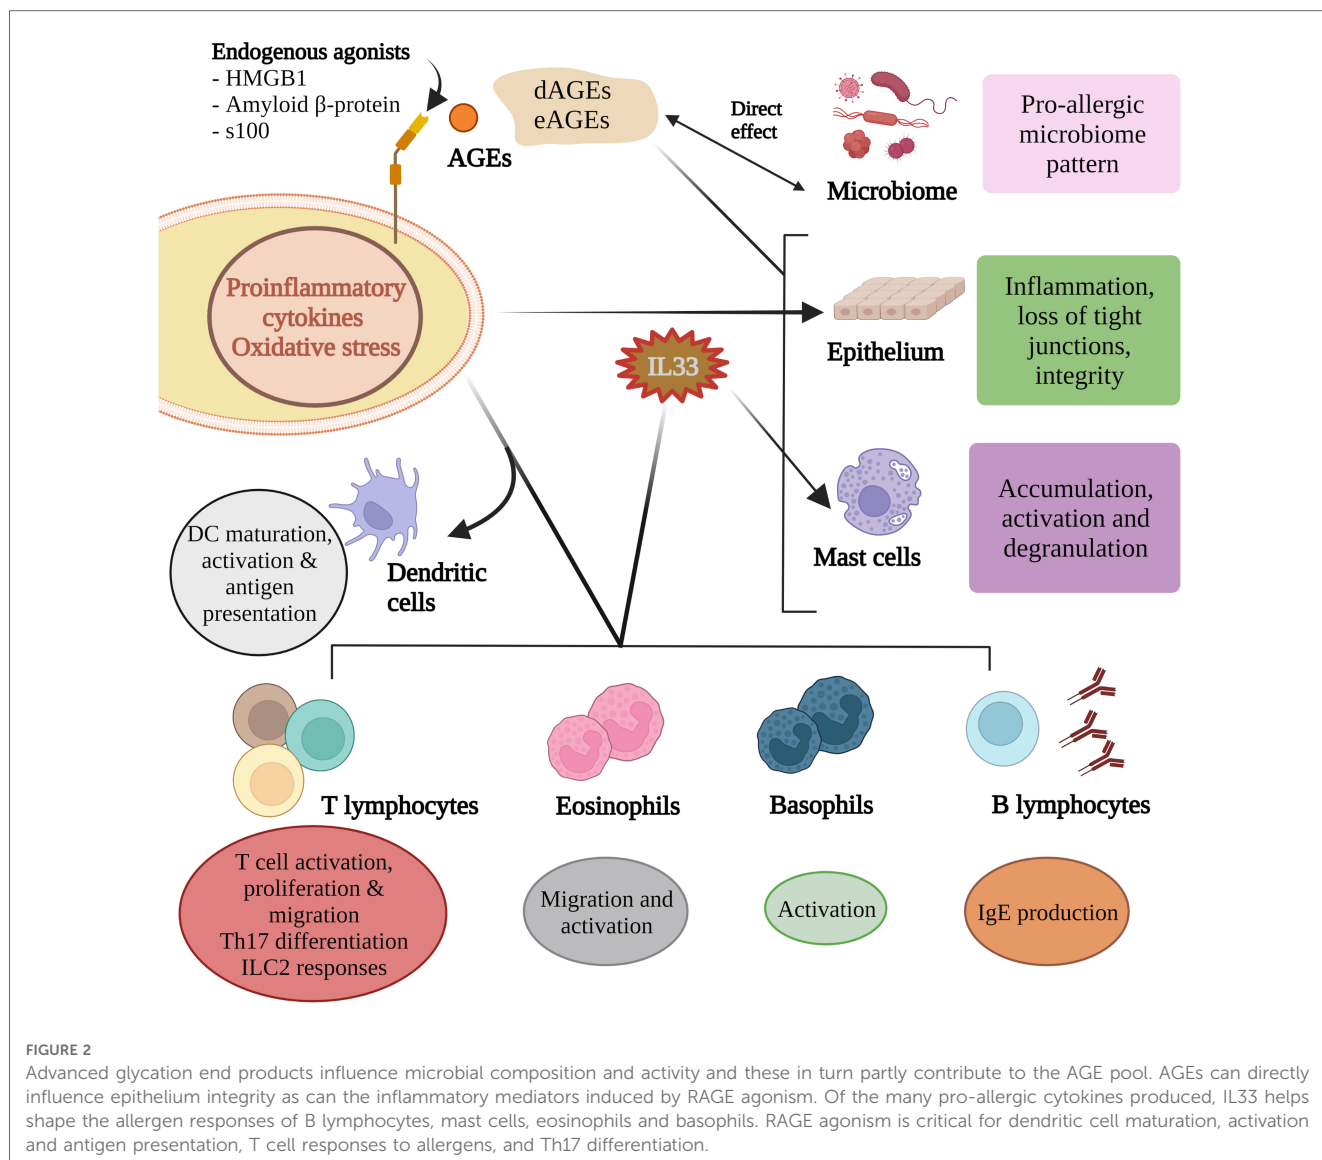 Endogenous agonists
- HMGB1
- Amyloid β-protein
- s100
AGEs
dAGEs
eAGEs
Direct
effect
Microbiome
Pro-allergic
microbiome
pattern
Proinflammatory
cytokines
Oxidative stress
IL33
Epithelium
Inflammation,
loss of tight
junctions,
integrity
Mast cells
Accumulation,
activation and
degranulation
DC maturation,
activation &
antigen
presentation
Dendritic
cells
T lymphocytes
Eosinophils
Basophils
B lymphocytes
T cell activation,
proliferation &
migration
Th17 differentiation
ILC2 responses
Migration and
activation
Activation
IgE production
FIGURE 2
Advanced glycation end products influence microbial composition and activity and these in turn partly contribute to the AGE pool. AGEs can directly
influence epithelium integrity as can the inflammatory mediators induced by RAGE agonism. Of the many pro-allergic cytokines produced, IL33 helps
shape the allergen responses of B lymphocytes, mast cells, eosinophils and basophils. RAGE agonism is critical for dendritic cell maturation, activation
and antigen presentation, T cell responses to allergens, and Th17 differentiation.